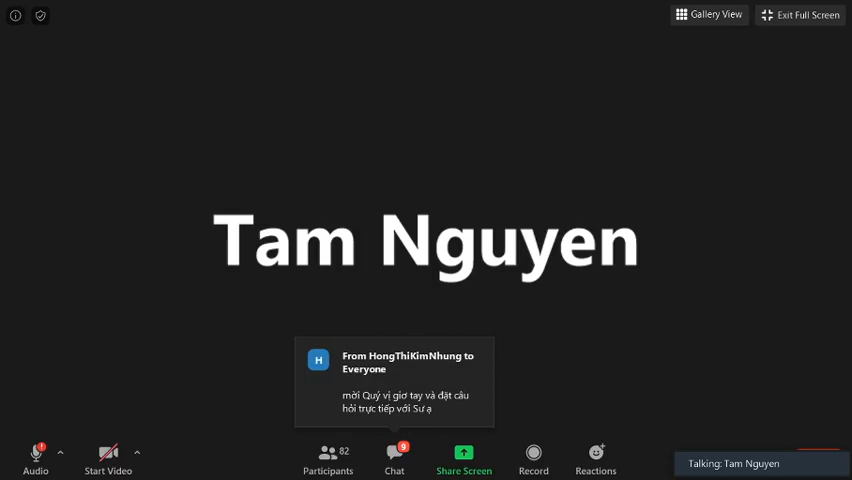 Gallery View
Exit Full Screen
Tam Nguyen
H
From HongThiKimNhung to
Everyone
mời Quý vị giơ tay và đặt câu
hỏi trực tiếp với Sư ạ
82
9
Audio
Start Video
Participants
Chat
Share Screen
Record
Reactions
Talking: Tam Nguyen